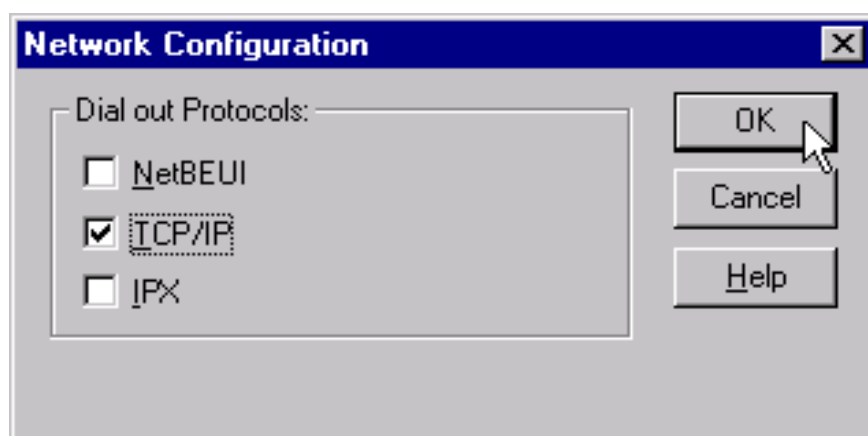 Network Configuration
Dial out Protocols:
NetBEUI
TCP/IP
IPX
OK
Cancel
Help